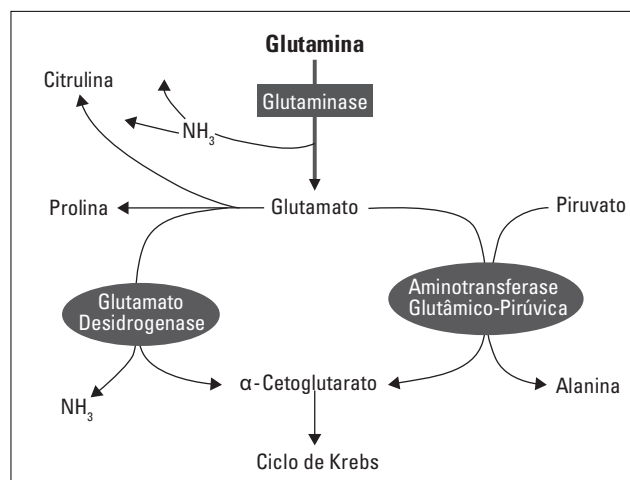 Glutamina
Citrulina
Glutaminase
NH3
Prolina
Glutamato
Piruvato
Glutamato
Desidrogenase
Aminotransferase
Glutâmico-Pirúvica
NH3
α-Cetoglutarato
Alanina
Ciclo de Krebs